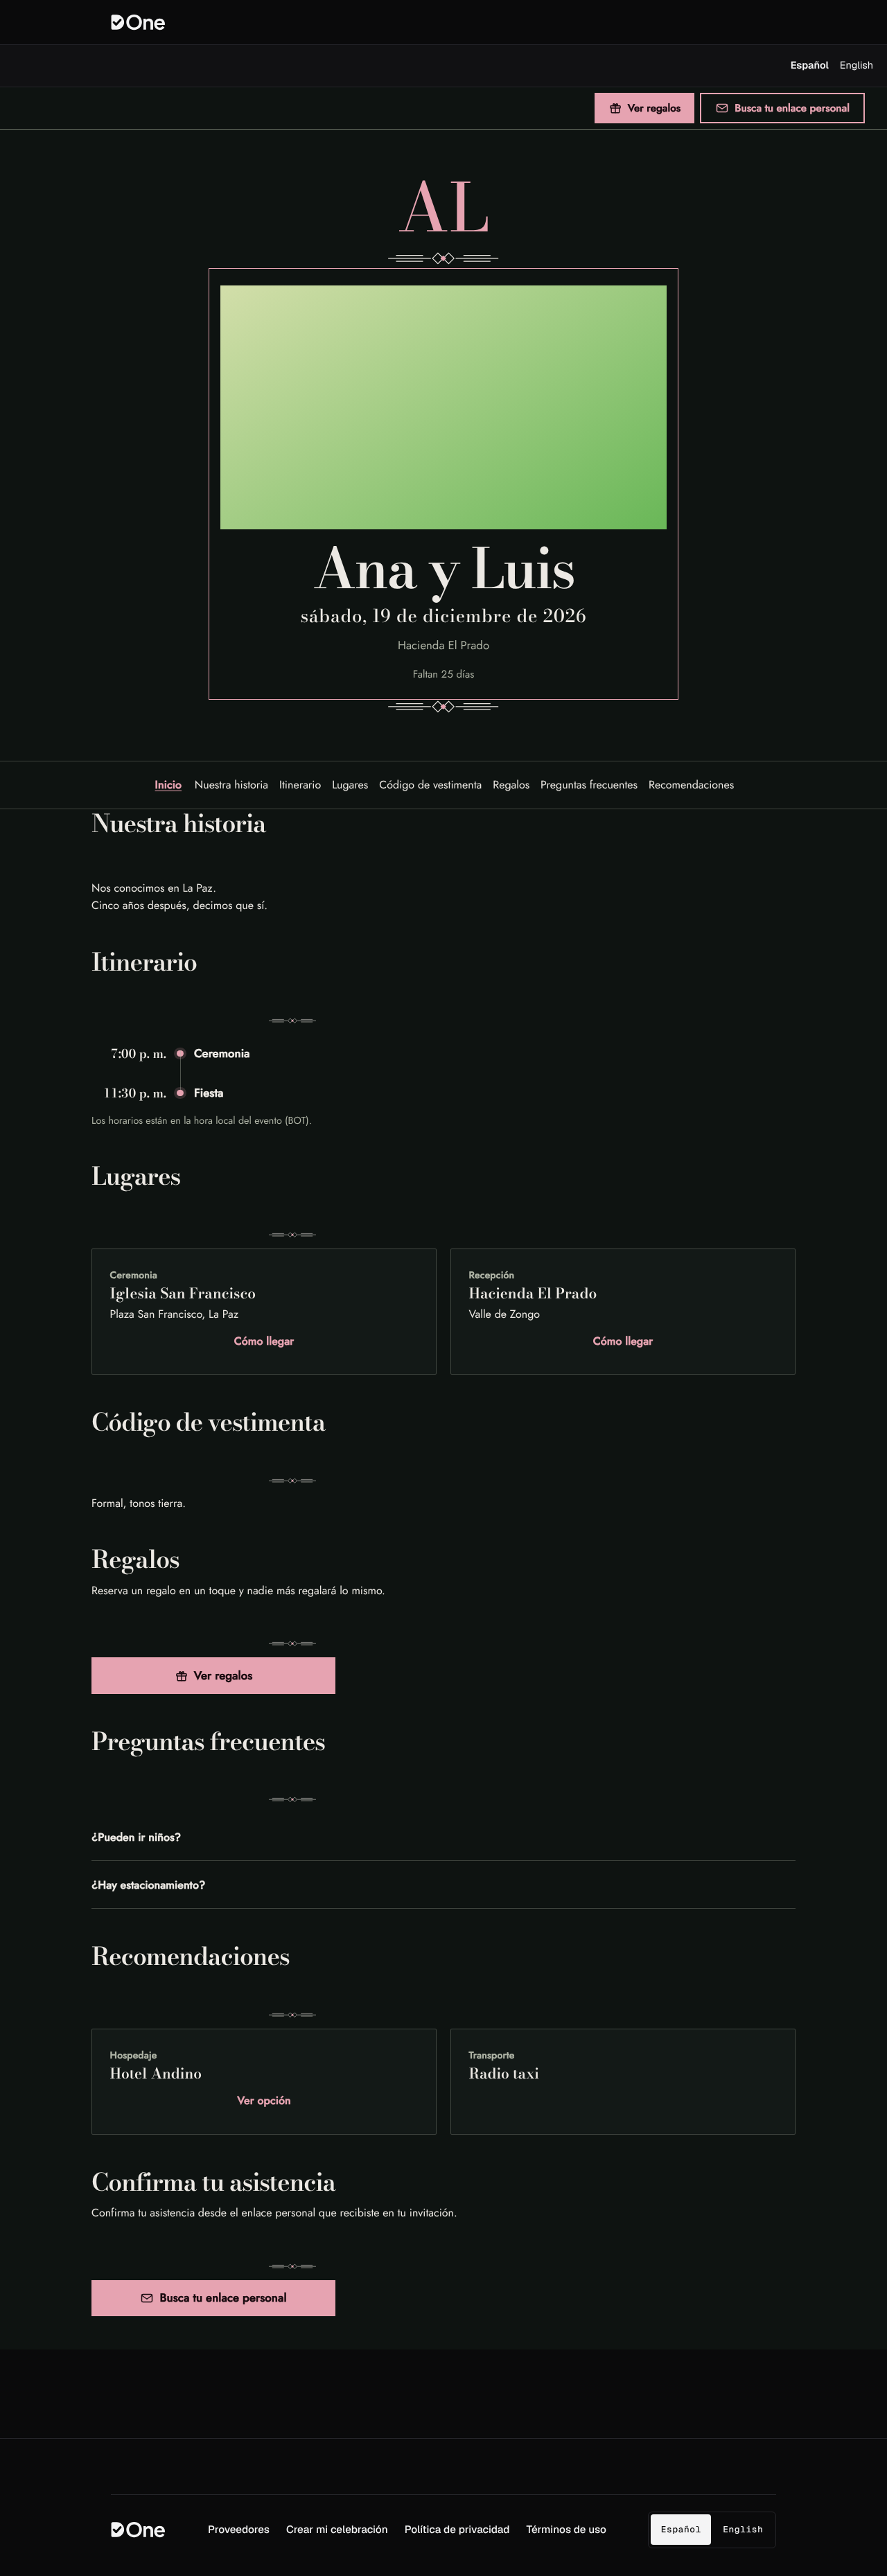 One
Español English
Ver regalos Busca tu enlace personal
AL
Ana y Luis
sábado, 19 de diciembre de 2026
Hacienda El Prado
Faltan 25 días
Inicio Nuestra historia Itinerario Lugares Código de vestimenta Regalos Preguntas frecuentes Recomendaciones
Nuestra historia
Nos conocimos en La Paz.
Cinco años después, decimos que sí.
Itinerario
7:00 p. m. Ceremonia
11:30 p. m. Fiesta
Los horarios están en la hora local del evento (BOT).
Lugares
Ceremonia
Iglesia San Francisco
Plaza San Francisco, La Paz
Cómo llegar
Recepción
Hacienda El Prado
Valle de Zongo
Cómo llegar
Código de vestimenta
Formal, tonos tierra.
Regalos
Reserva un regalo en un toque y nadie más regalará lo mismo.
Ver regalos
Preguntas frecuentes
¿Pueden ir niños?
¿Hay estacionamiento?
Recomendaciones
Hospedaje
Hotel Andino
Ver opción
Transporte
Radio taxi
Confirma tu asistencia
Confirma tu asistencia desde el enlace personal que recibiste en tu invitación.
Busca tu enlace personal
One Proveedores Crear mi celebración Política de privacidad Términos de uso Español English